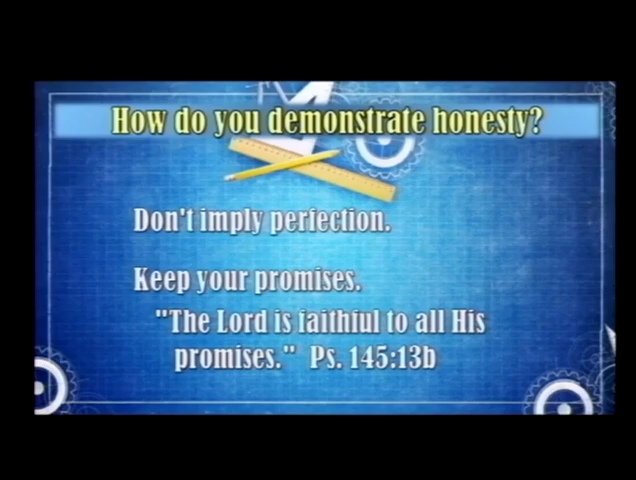 How do you demonstrate honesty?
Don't imply perfection.
Keep your promises.
"The Lord is faithful to all His
promises." Ps. 145:13b